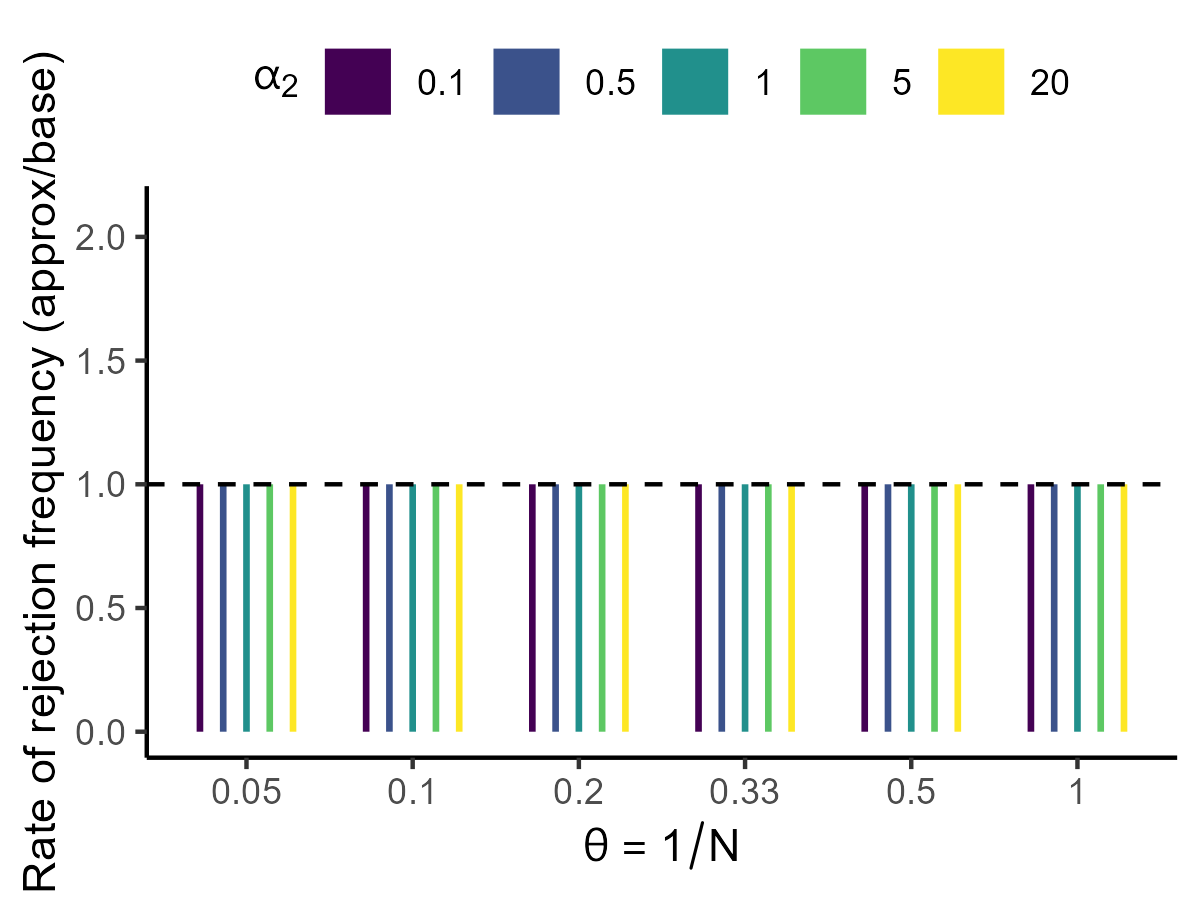 α2 0.1 0.5 1 5 20
Rate of rejection frequency (approx/base)
2.0
1.5
1.0
0.5
0.0
0.05 0.1 0.2 0.33 0.5 1
θ = 1/N